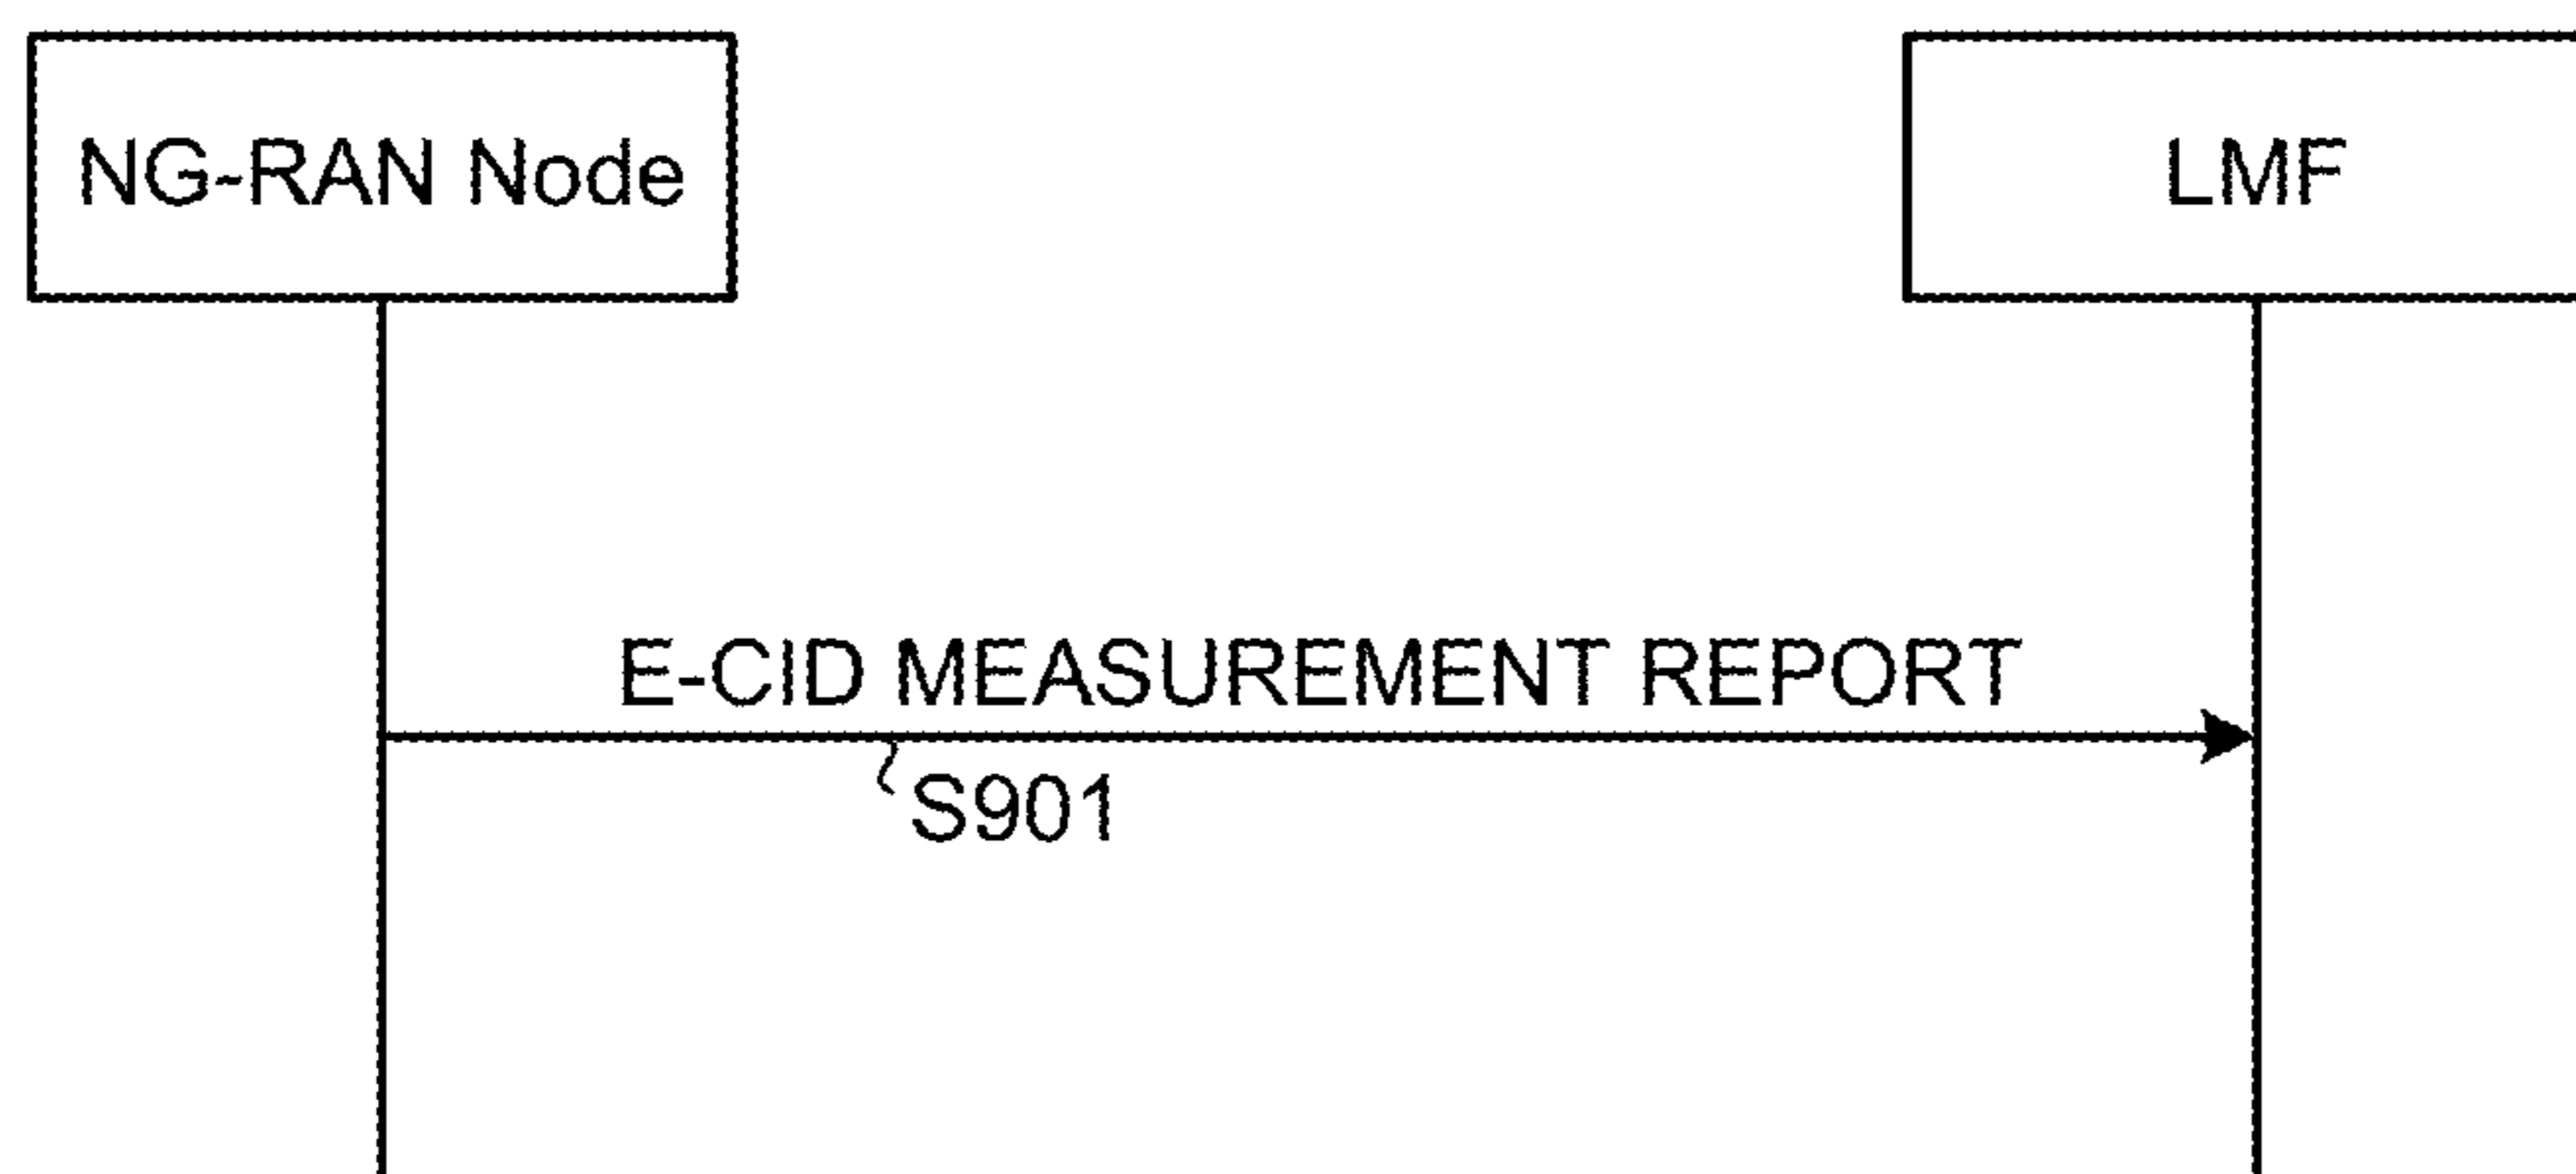 NG-RAN Node
LMF
E-CID MEASUREMENT REPORT
S901